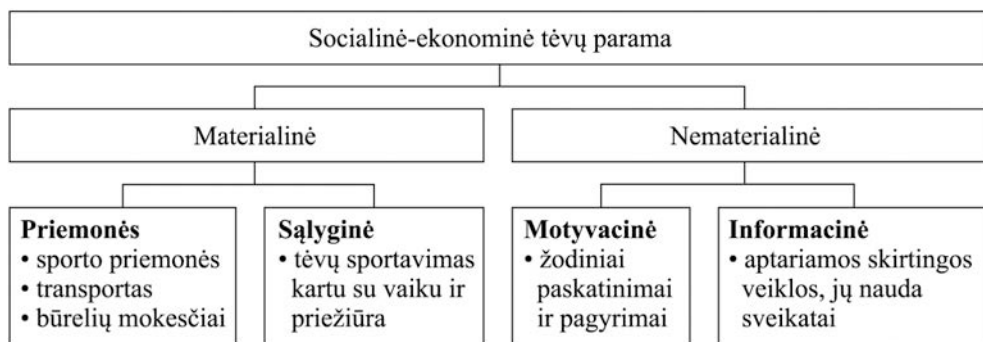 Socialinė-ekonominė tėvų parama
Materialinė
Nematerialinė
Priemonės
• sporto priemonės
• transportas
• būrelių mokesčiai
Sąlyginė
• tėvų sportavimas
kartu su vaiku ir
priežiūra
Motyvacinė
• žodiniai
paskatinimai
ir pagyrimai
Informacinė
• aptariamos skirtingos
veiklos, jų nauda
sveikatai